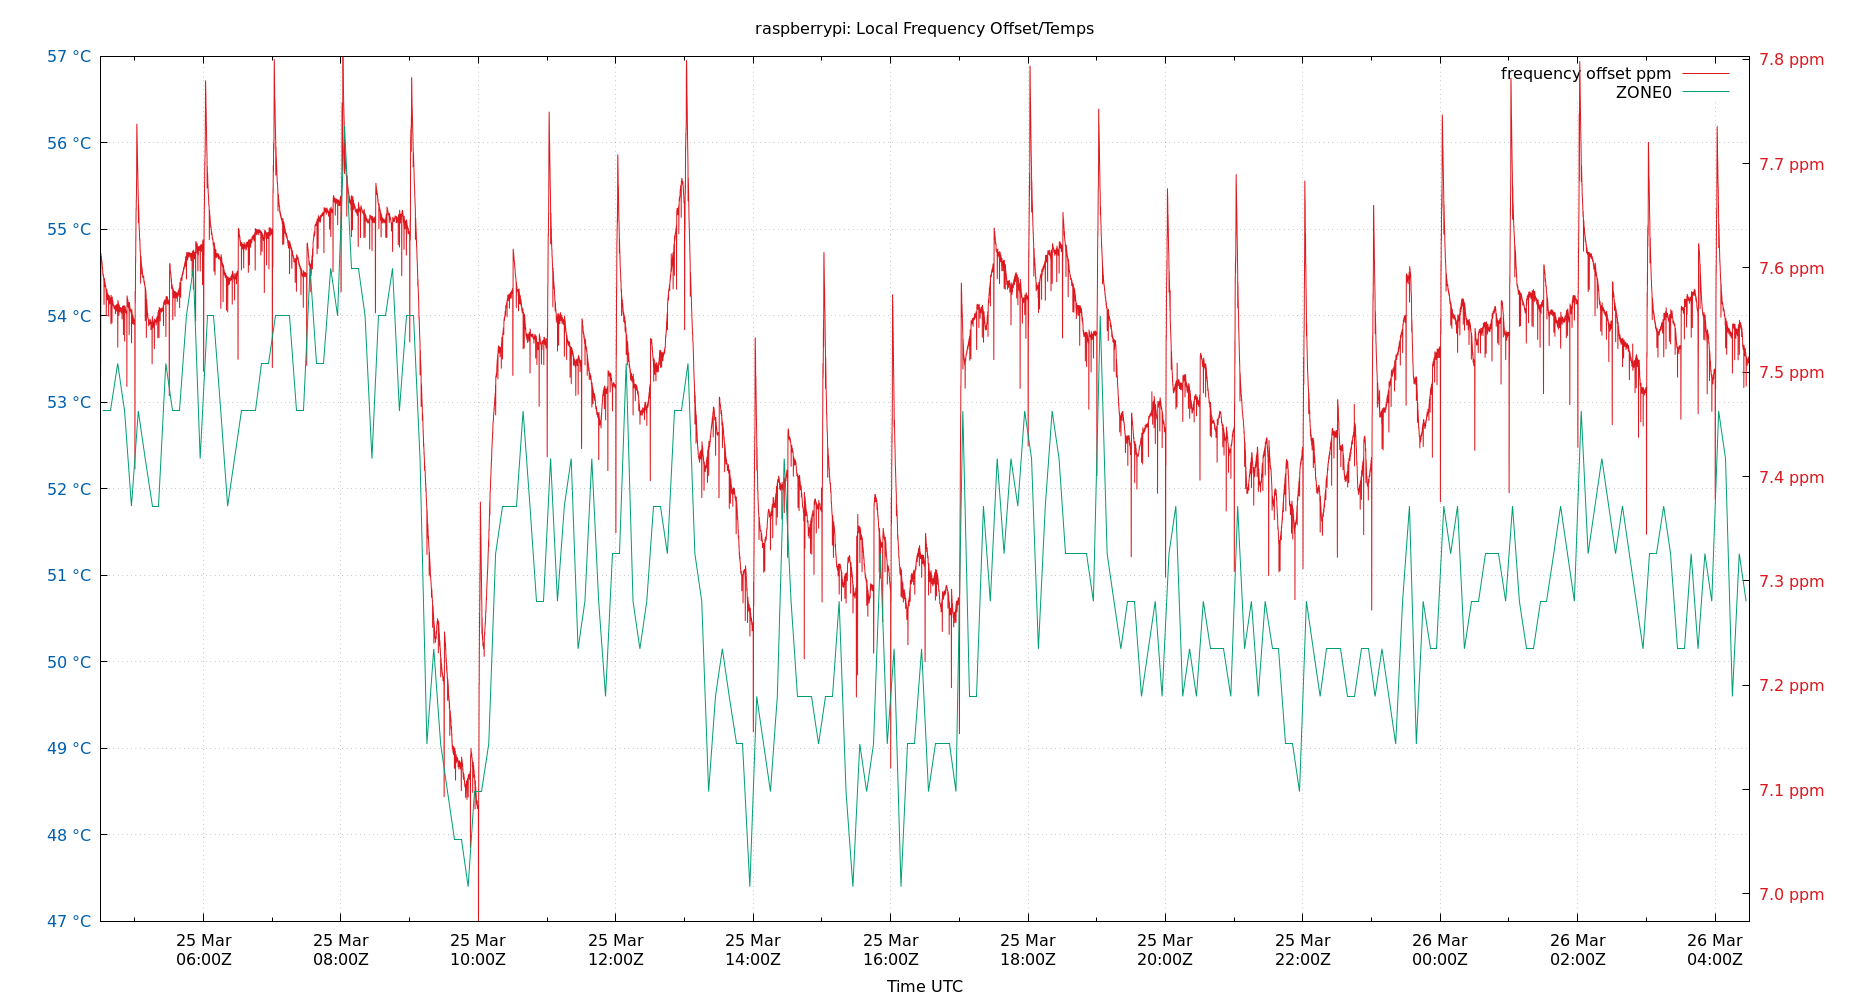 raspberrypi: Local Frequency Offset/Temps
57 °C
56 °C
55 °C
54 °C
53 °C
52 °C
51 °C
50 °C
49 °C
48 °C
47 °C
7.8 ppm
7.7 ppm
7.6 ppm
7.5 ppm
7.4 ppm
7.3 ppm
7.2 ppm
7.1 ppm
7.0 ppm
frequency offset ppm
ZONE0
25 Mar
06:00Z
25 Mar
08:00Z
25 Mar
10:00Z
25 Mar
12:00Z
25 Mar
14:00Z
25 Mar
16:00Z
25 Mar
18:00Z
25 Mar
20:00Z
25 Mar
22:00Z
26 Mar
00:00Z
26 Mar
02:00Z
26 Mar
04:00Z
Time UTC